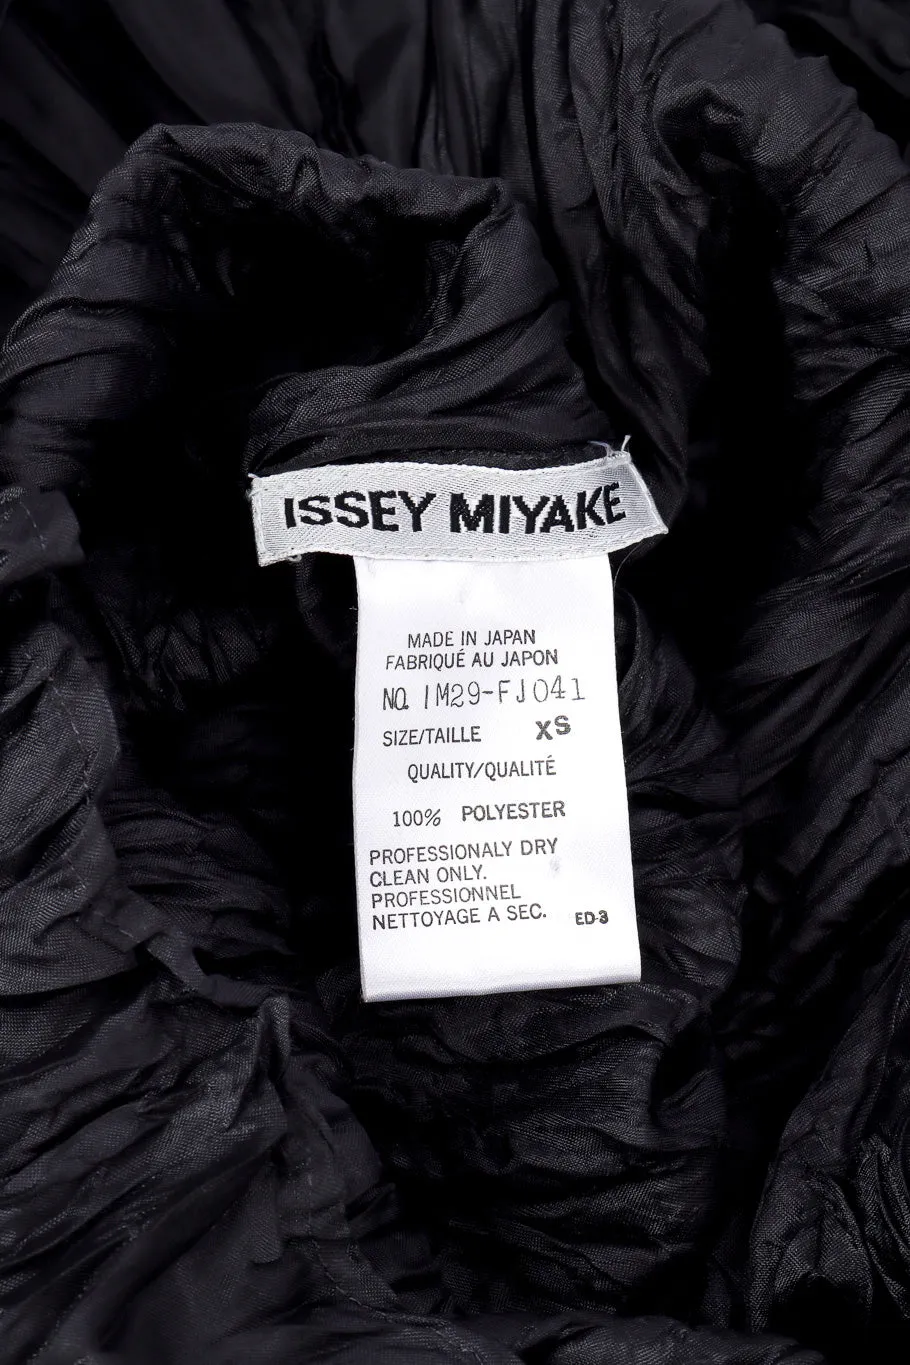 ISSEY MIYAKE
MADE IN JAPAN
FABRIQUÉ AU JAPON
NO. IM29-FJ041
SIZE/TAILLE XS
QUALITY/QUALITÉ
100% POLYESTER
PROFESSIONALY DRY
CLEAN ONLY.
PROFESSIONNEL
NETTOYAGE A SEC. ED-3